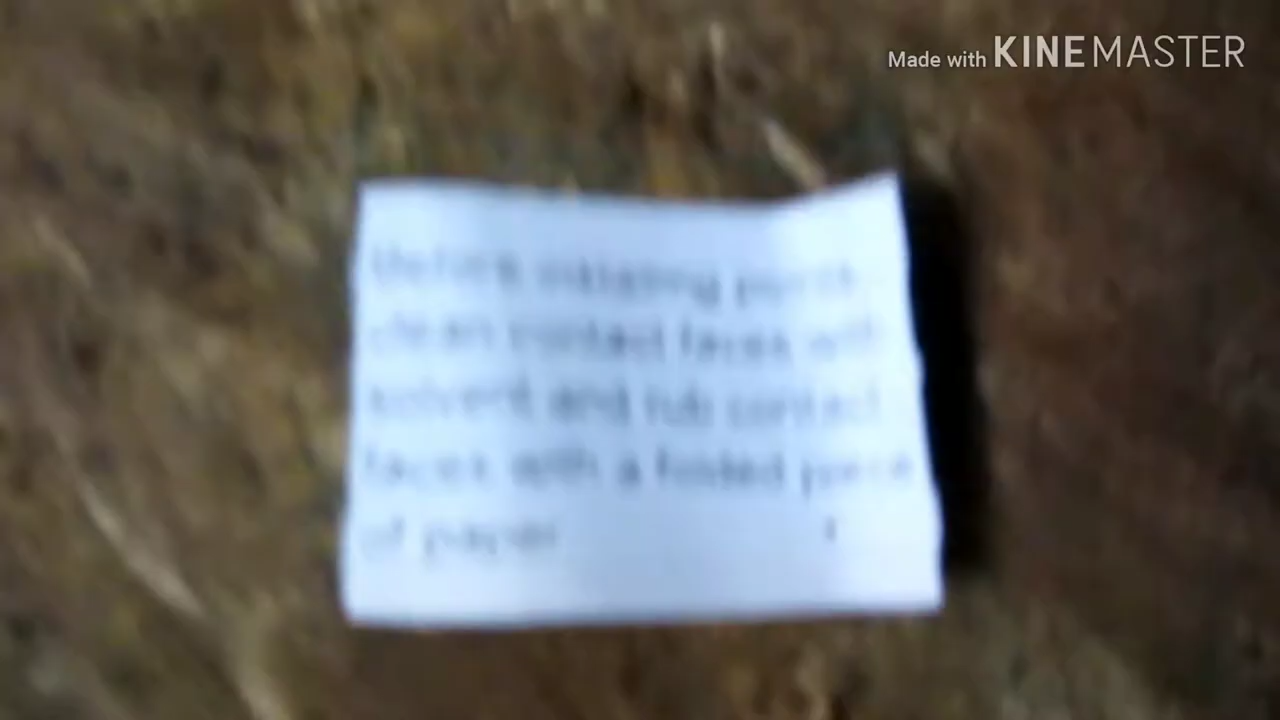 Made with KINEMASTER
clean contact faces with
solvent and rub contact
faces with a folded piece
of paper